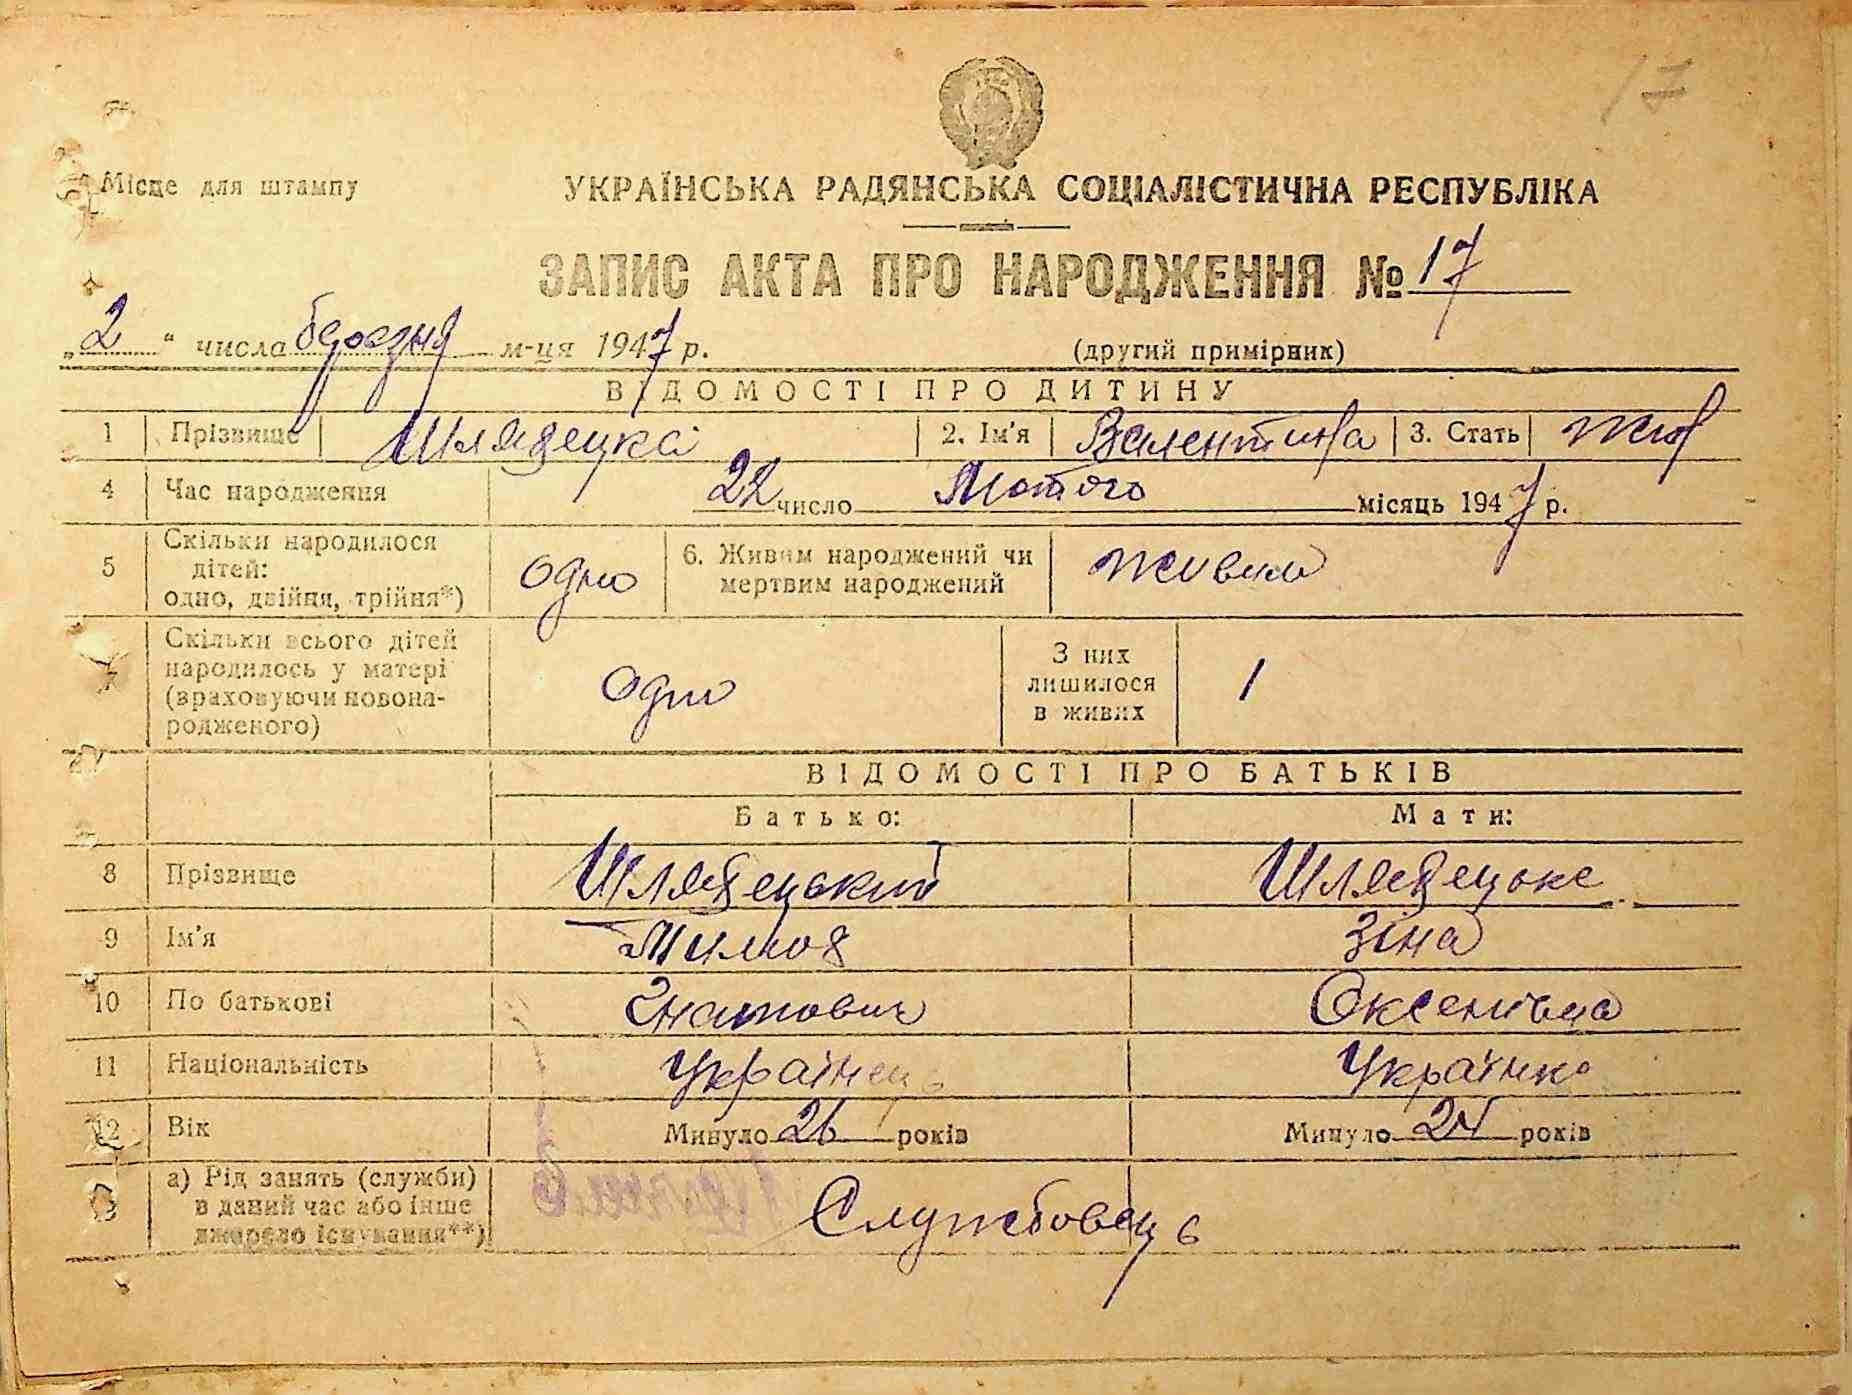 17
Місце для штампу
УКРАЇНСЬКА РАДЯНСЬКА СОЦІАЛІСТИЧНА РЕСПУБЛІКА
ЗАПИС АКТА ПРО НАРОДЖЕННЯ № 17
„2“ числа березня м-ця 1947 р.
(другий примірник)
ВІДОМОСТІ ПРО ДИТИНУ
1 Прізвище 2. Ім'я Валентина 3. Стать жін
4 Час народження 22 число Лютого місяць 1947 р.
5 Скільки народилося дітей: одно, двійня, трійня*) одно 6. Живим народжений чи мертвим народжений живим
7 Скільки всього дітей народилось у матері (враховуючи новонародженого) одно З них лишилося в живих 1
ВІДОМОСТІ ПРО БАТЬКІВ
Батько: Мати:
8 Прізвище
9 Ім'я Зіна
10 По батькові Гнатович Оксентівна
11 Національність Українець Українка
12 Вік Минуло 26 років Минуло 24 років
13 а) Рід занять (служби) в даний час або інше джерело існування**) Службовець